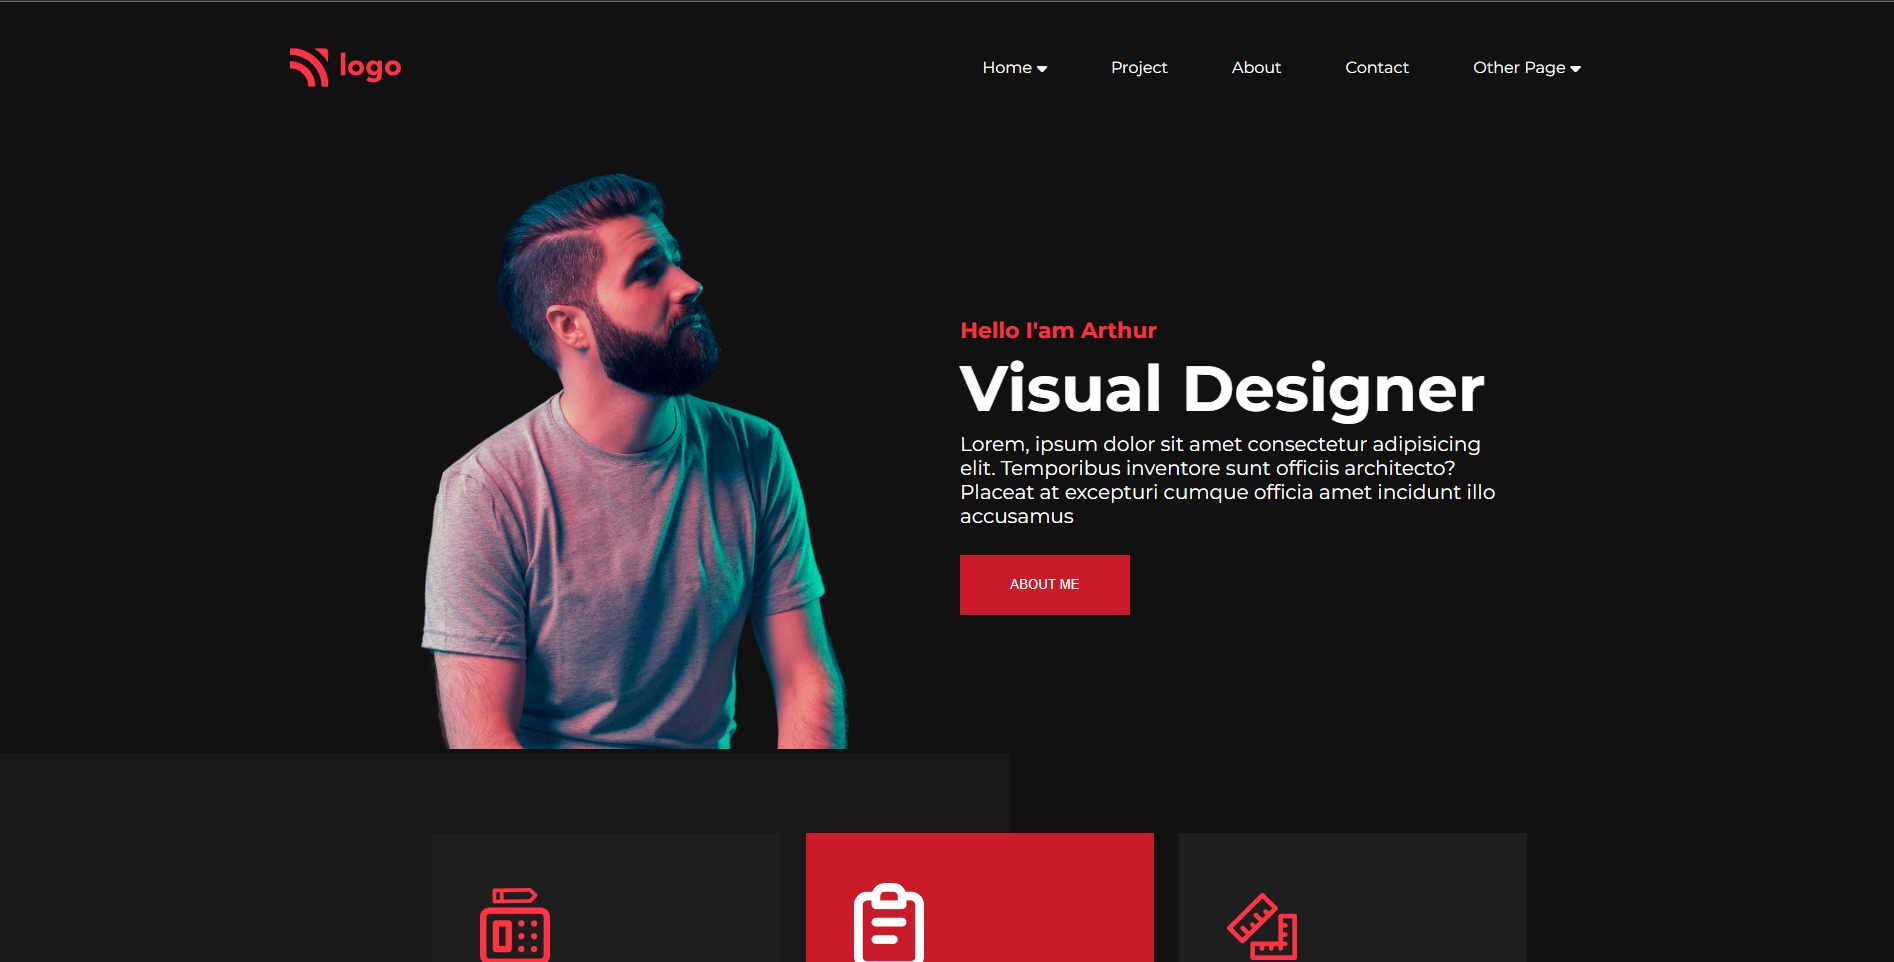 logo
Home
Project
About
Contact
Other Page
Hello I'am Arthur
Visual Designer
Lorem, ipsum dolor sit amet consectetur adipisicing
elit. Temporibus inventore sunt officiis architecto?
Placeat at excepturi cumque officia amet incidunt illo
accusamus
ABOUT ME